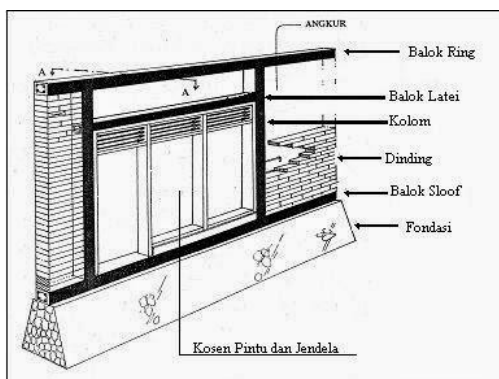 ANGKUR
Balok Ring
A
A
Balok Latei
Kolom
Dinding
Balok Sloof
Fondasi
Kosen Pintu dan Jendela